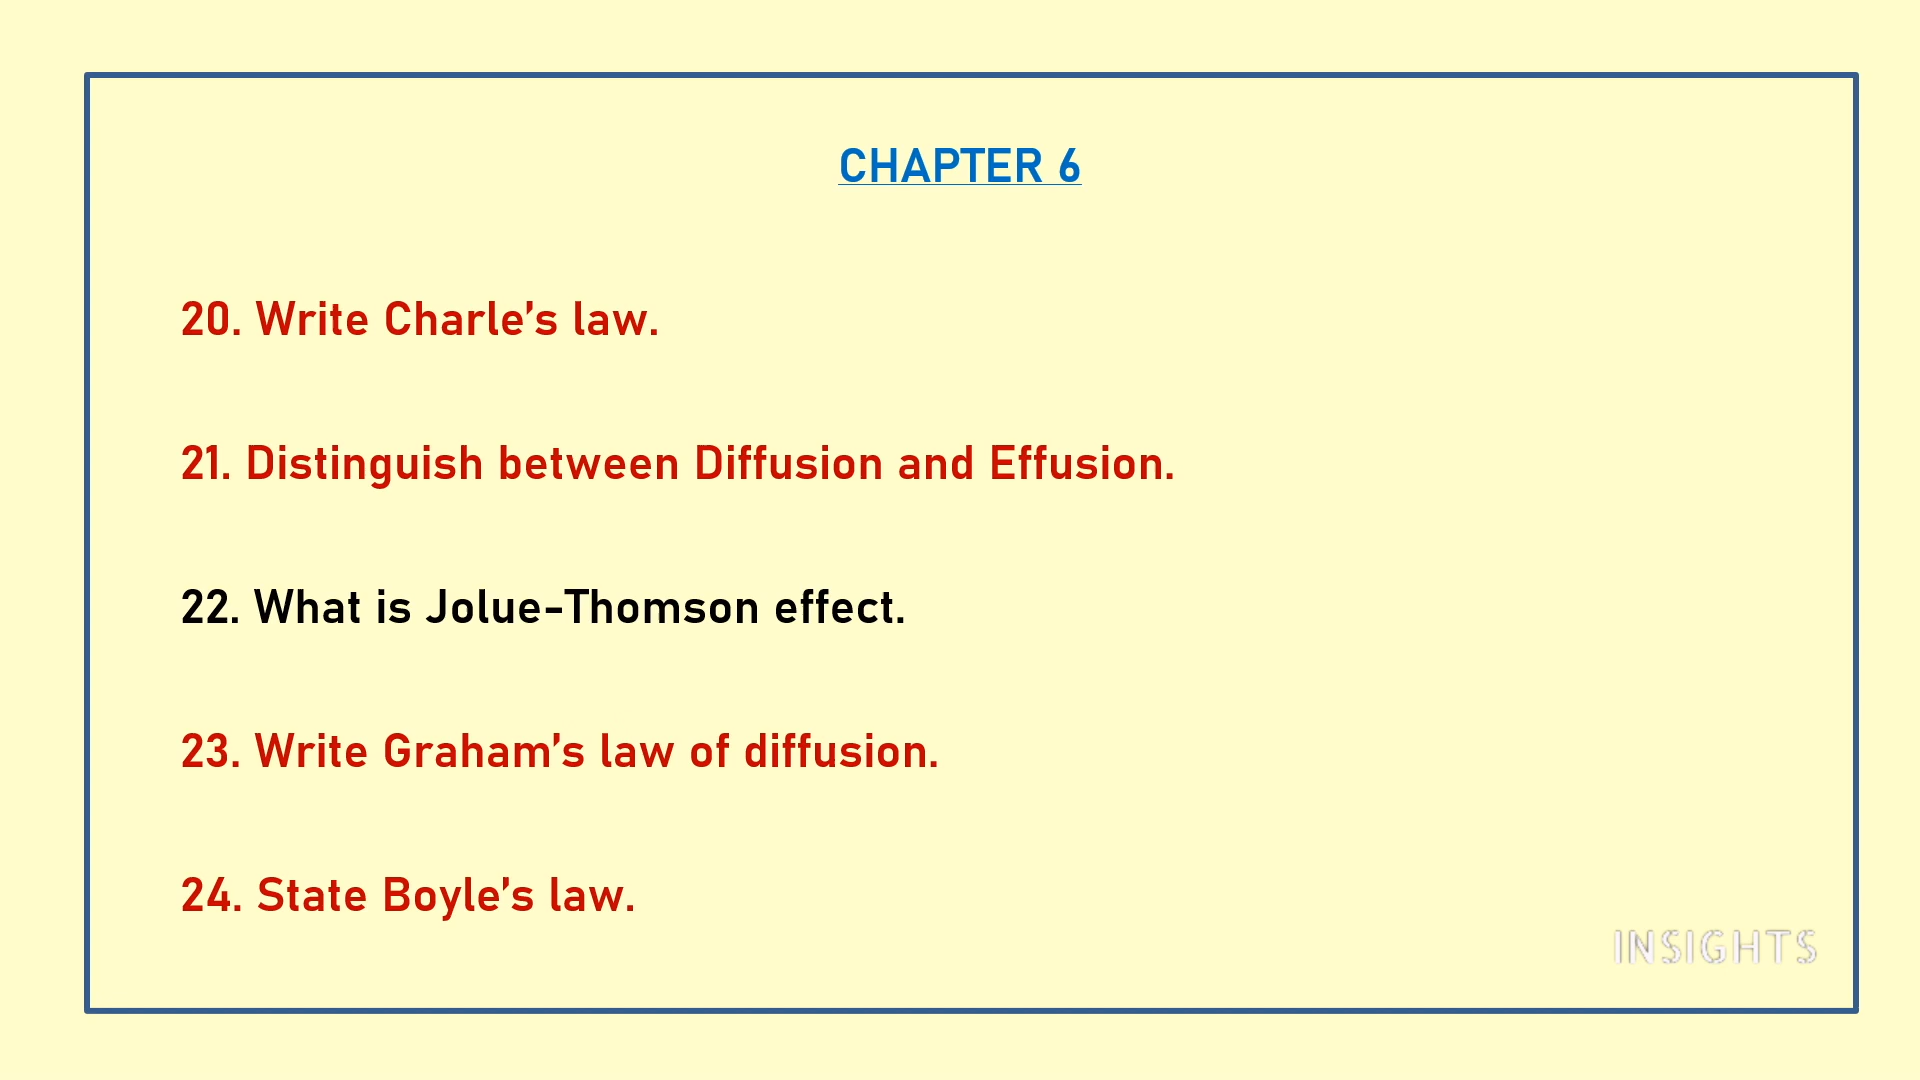 CHAPTER 6
20. Write Charle's law.
21. Distinguish between Diffusion and Effusion.
22. What is Jolue-Thomson effect.
23. Write Graham's law of diffusion.
24. State Boyle's law.
INSIGHTS